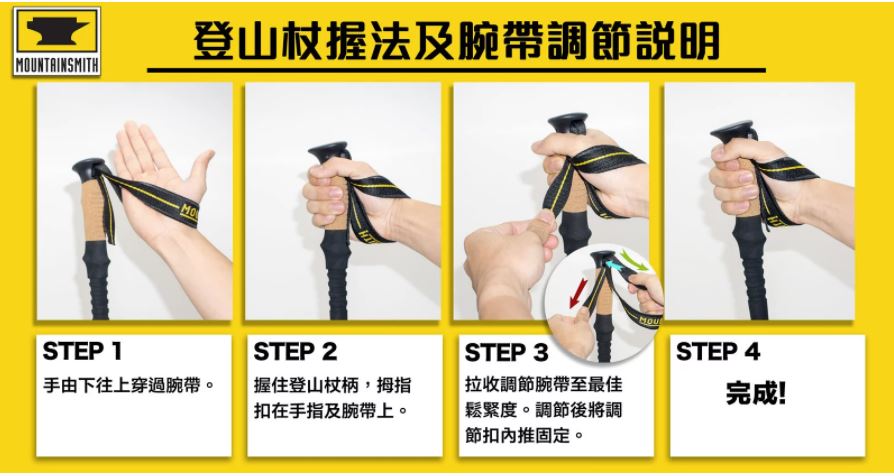 MOUNTAINSMITH
登山杖握法及腕帶調節説明
STEP 1
手由下往上穿過腕帶。
STEP 2
握住登山杖柄，拇指
扣在手指及腕帶上。
STEP 3
拉收調節腕帶至最佳
鬆緊度。調節後將調
節扣內推固定。
STEP 4
完成!